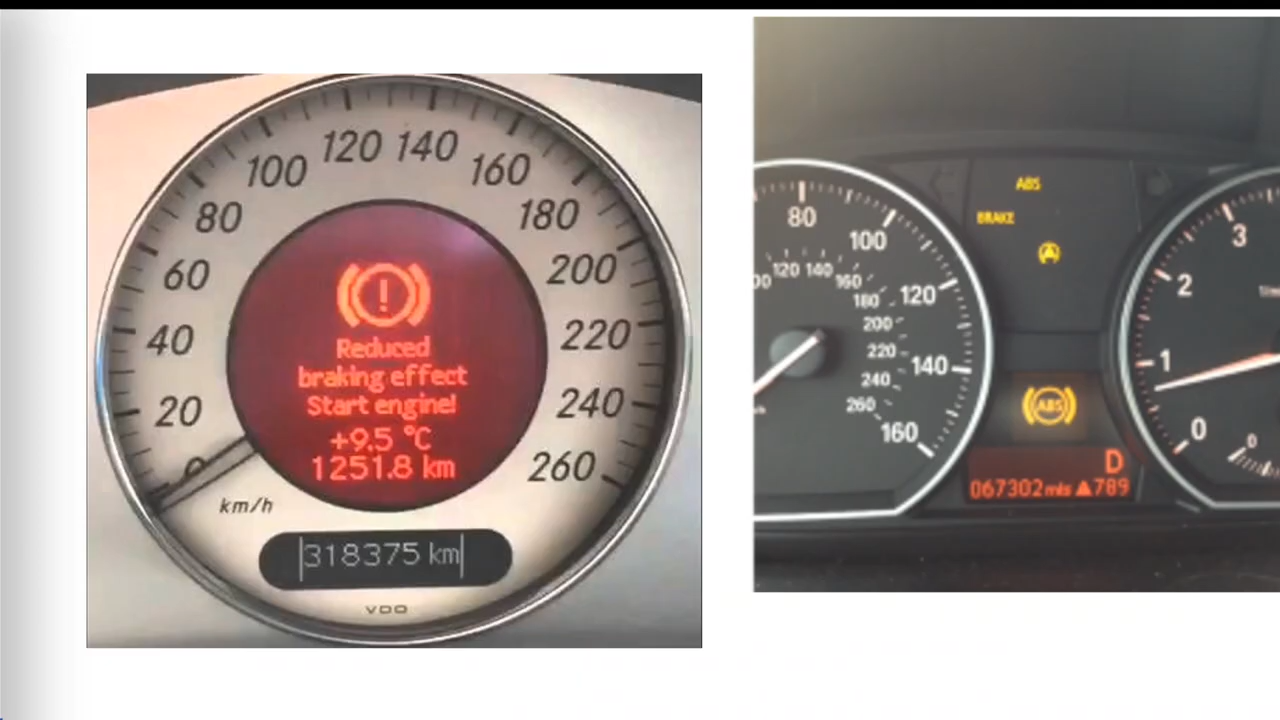 120 140
100 160
80 180
60 200
40 220
20 240
0 260
!
Reduced
braking effect
Start engine!
+9.5 °C
1251.8 km
km/h
318375 km
VDO
ABS
BRAKE
A
80
100
120
140
160
120 140 160
180
200
220
240
260
ABS
D
067302 mls ▲789
3
2
1
0
0